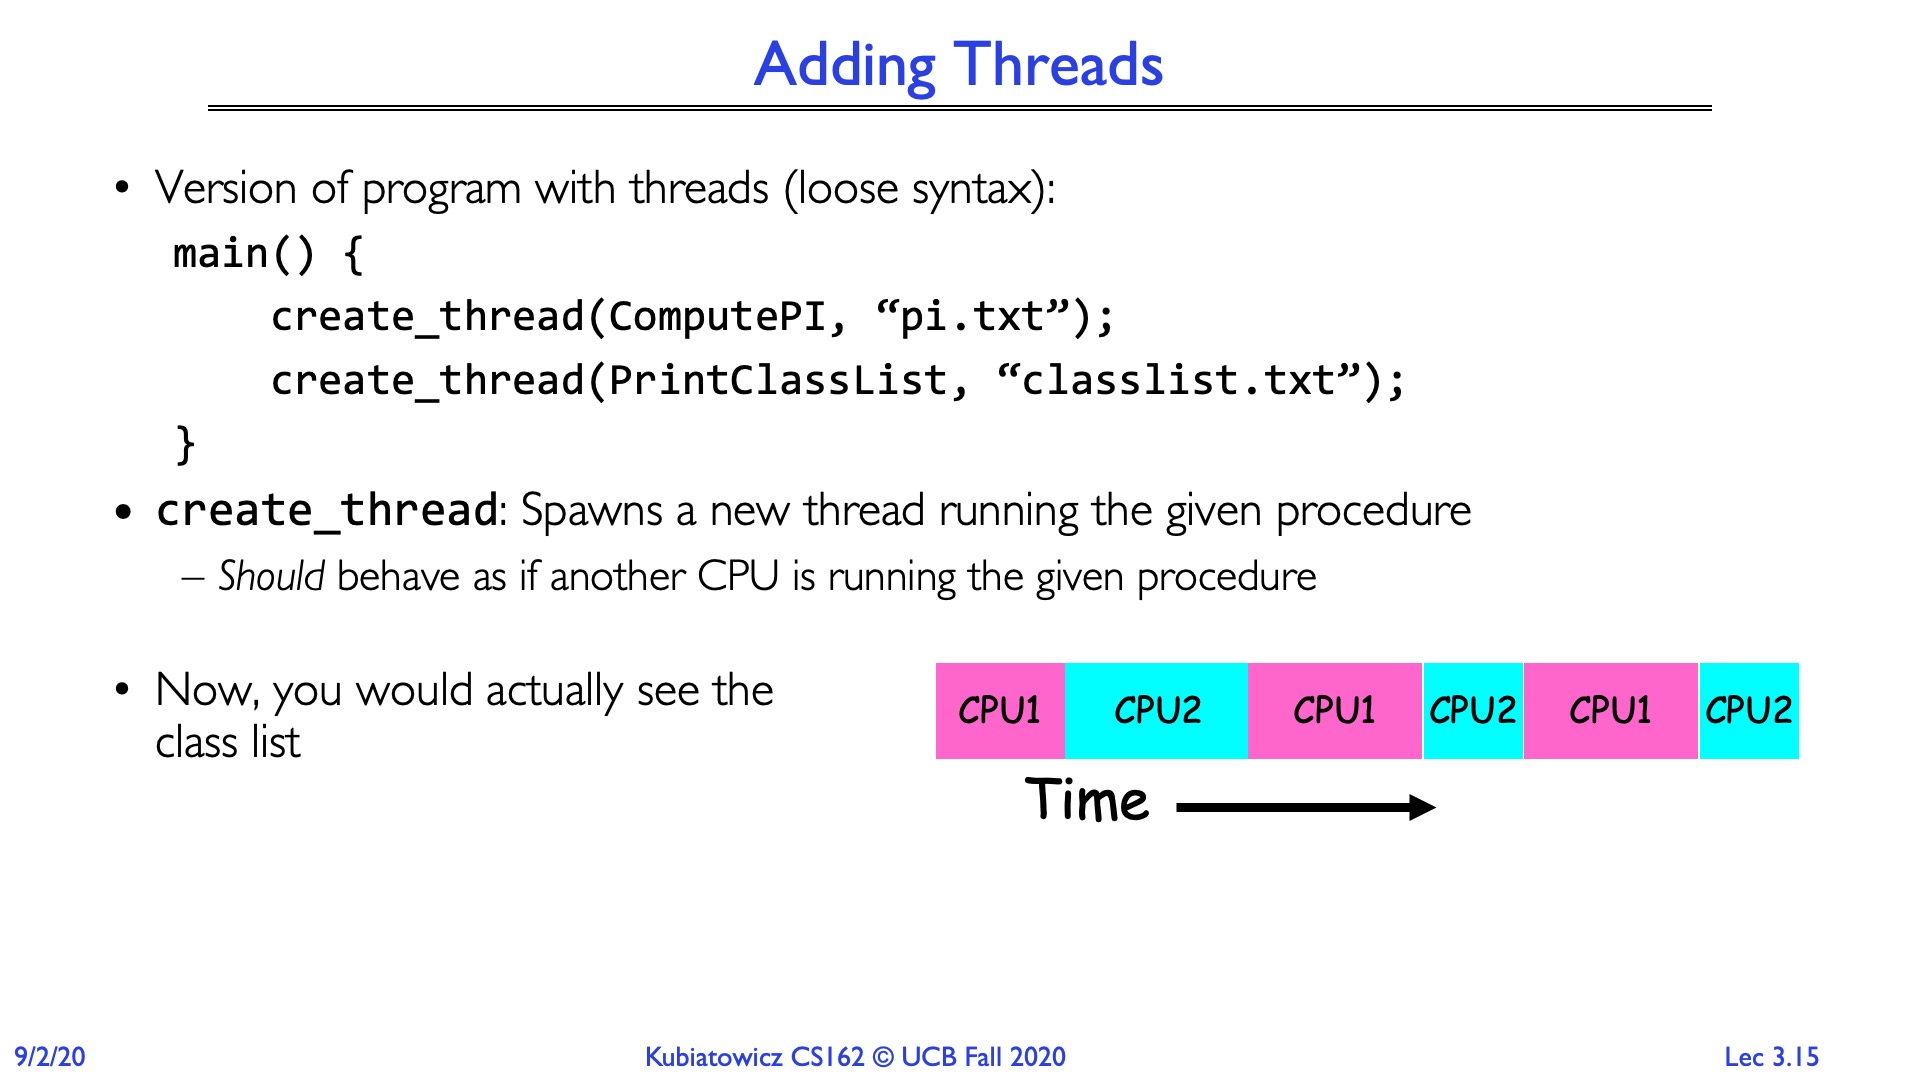 Adding Threads
• Version of program with threads (loose syntax):
main() {
create_thread(ComputePI, “pi.txt”);
create_thread(PrintClassList, “classlist.txt”);
}
• create_thread: Spawns a new thread running the given procedure
– Should behave as if another CPU is running the given procedure
• Now, you would actually see the
class list
CPU1 CPU2 CPU1 CPU2 CPU1 CPU2
Time
9/2/20 Kubiatowicz CS162 © UCB Fall 2020 Lec 3.15